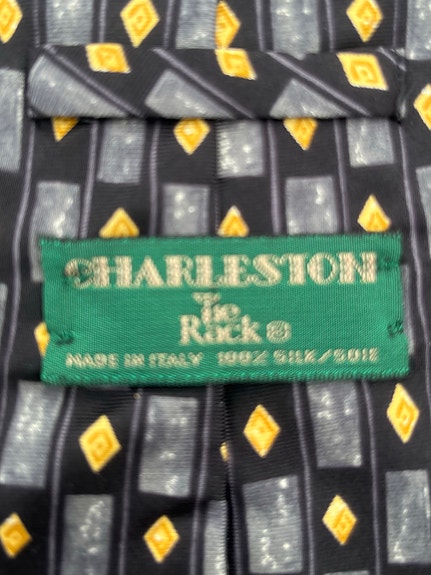 CHARLESTON
Tie
Rack®
MADE IN ITALY 100% SILK/SOIE